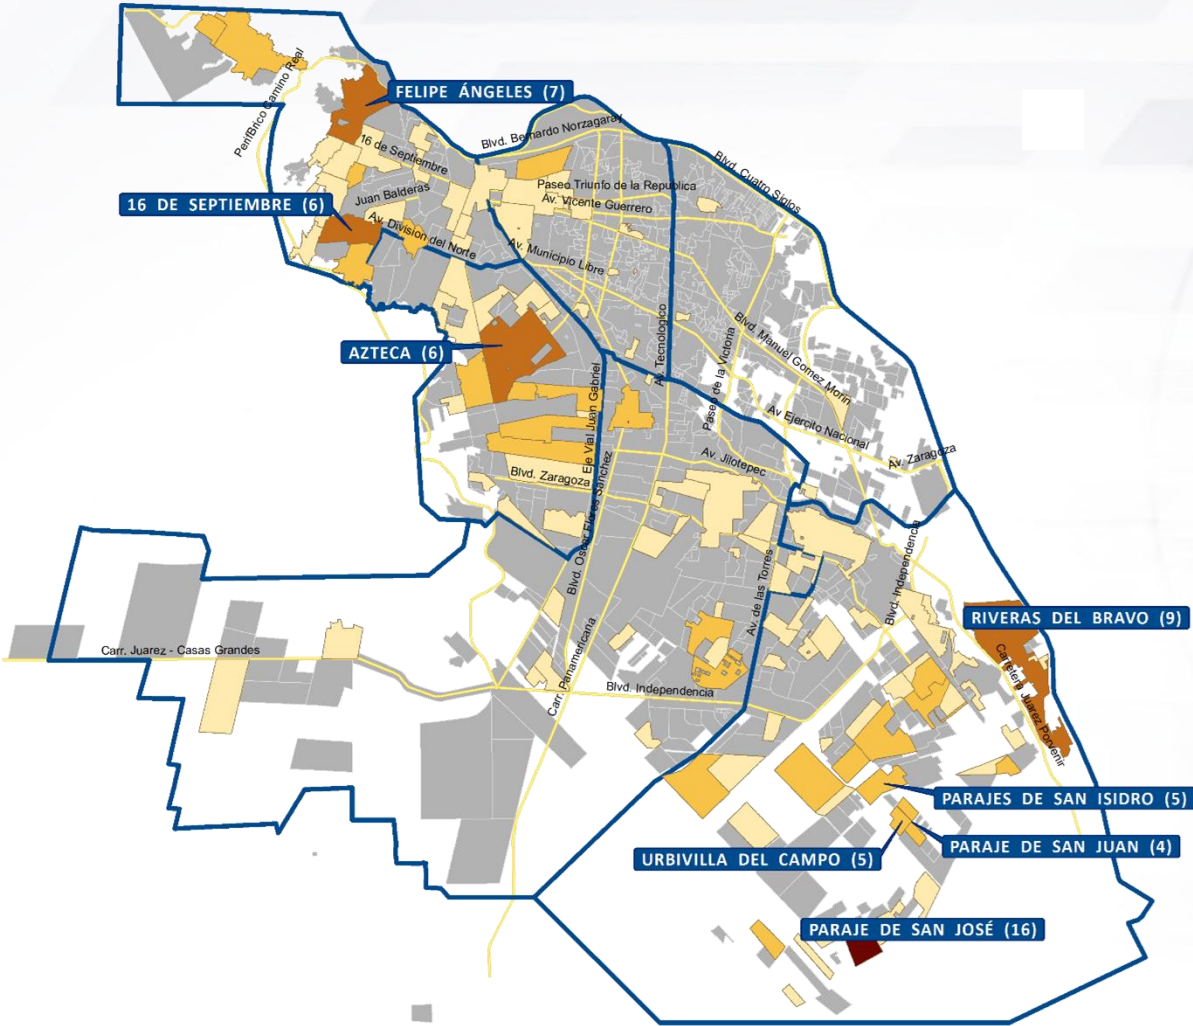 Perifßrico Camino Real
FELIPE ÁNGELES (7)
Blvd. Bernardo Norzagaray
16 de Septiembre
Blvd. Cuatro Siglos
Paseo Triunfo de la Republica
Juan Balderas
Av. Vicente Guerrero
16 DE SEPTIEMBRE (6)
Av. Division del Norte
Av. Municipio Libre
Av. Tecnologico
Blvd. Manuel Gomez Morin
Paseo de la Victoria
AZTECA (6)
Eje Vial Juan Gabriel
Av Ejercito Nacional
Av. Zaragoza
Av. Jilotepec
Blvd. Zaragoza
Blvd. Oscar Flores Sanchez
Blvd. Independencia
Av. de las Torres
RIVERAS DEL BRAVO (9)
Carr. Juarez - Casas Grandes
Carr. Panamericana
Carretera Juarez Porvenir
Blvd. Independencia
PARAJES DE SAN ISIDRO (5)
PARAJE DE SAN JUAN (4)
URBIVILLA DEL CAMPO (5)
PARAJE DE SAN JOSÉ (16)